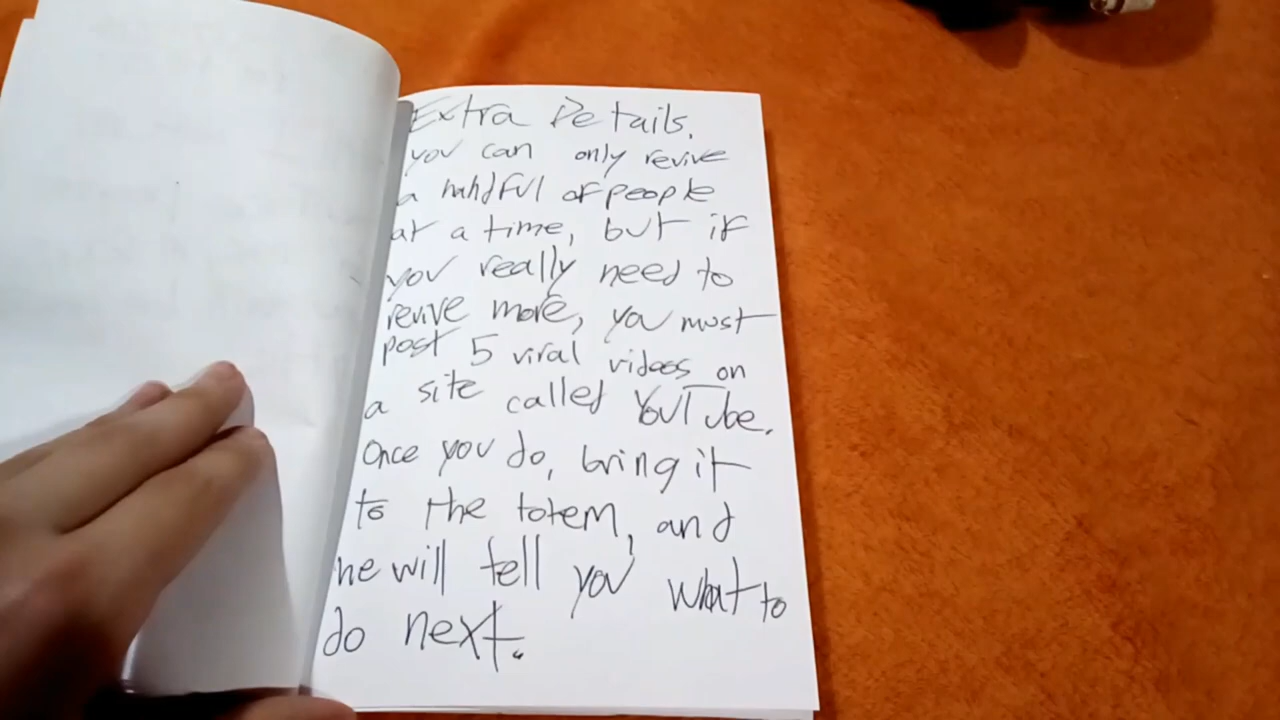 Extra Details.
you can only revive
a hahdful of people
at a time, but if
you really need to
revive more, you must
post 5 viral videos on
a site called YouTube.
Once you do, bring it
to the totem, and
he will tell you what to
do next.